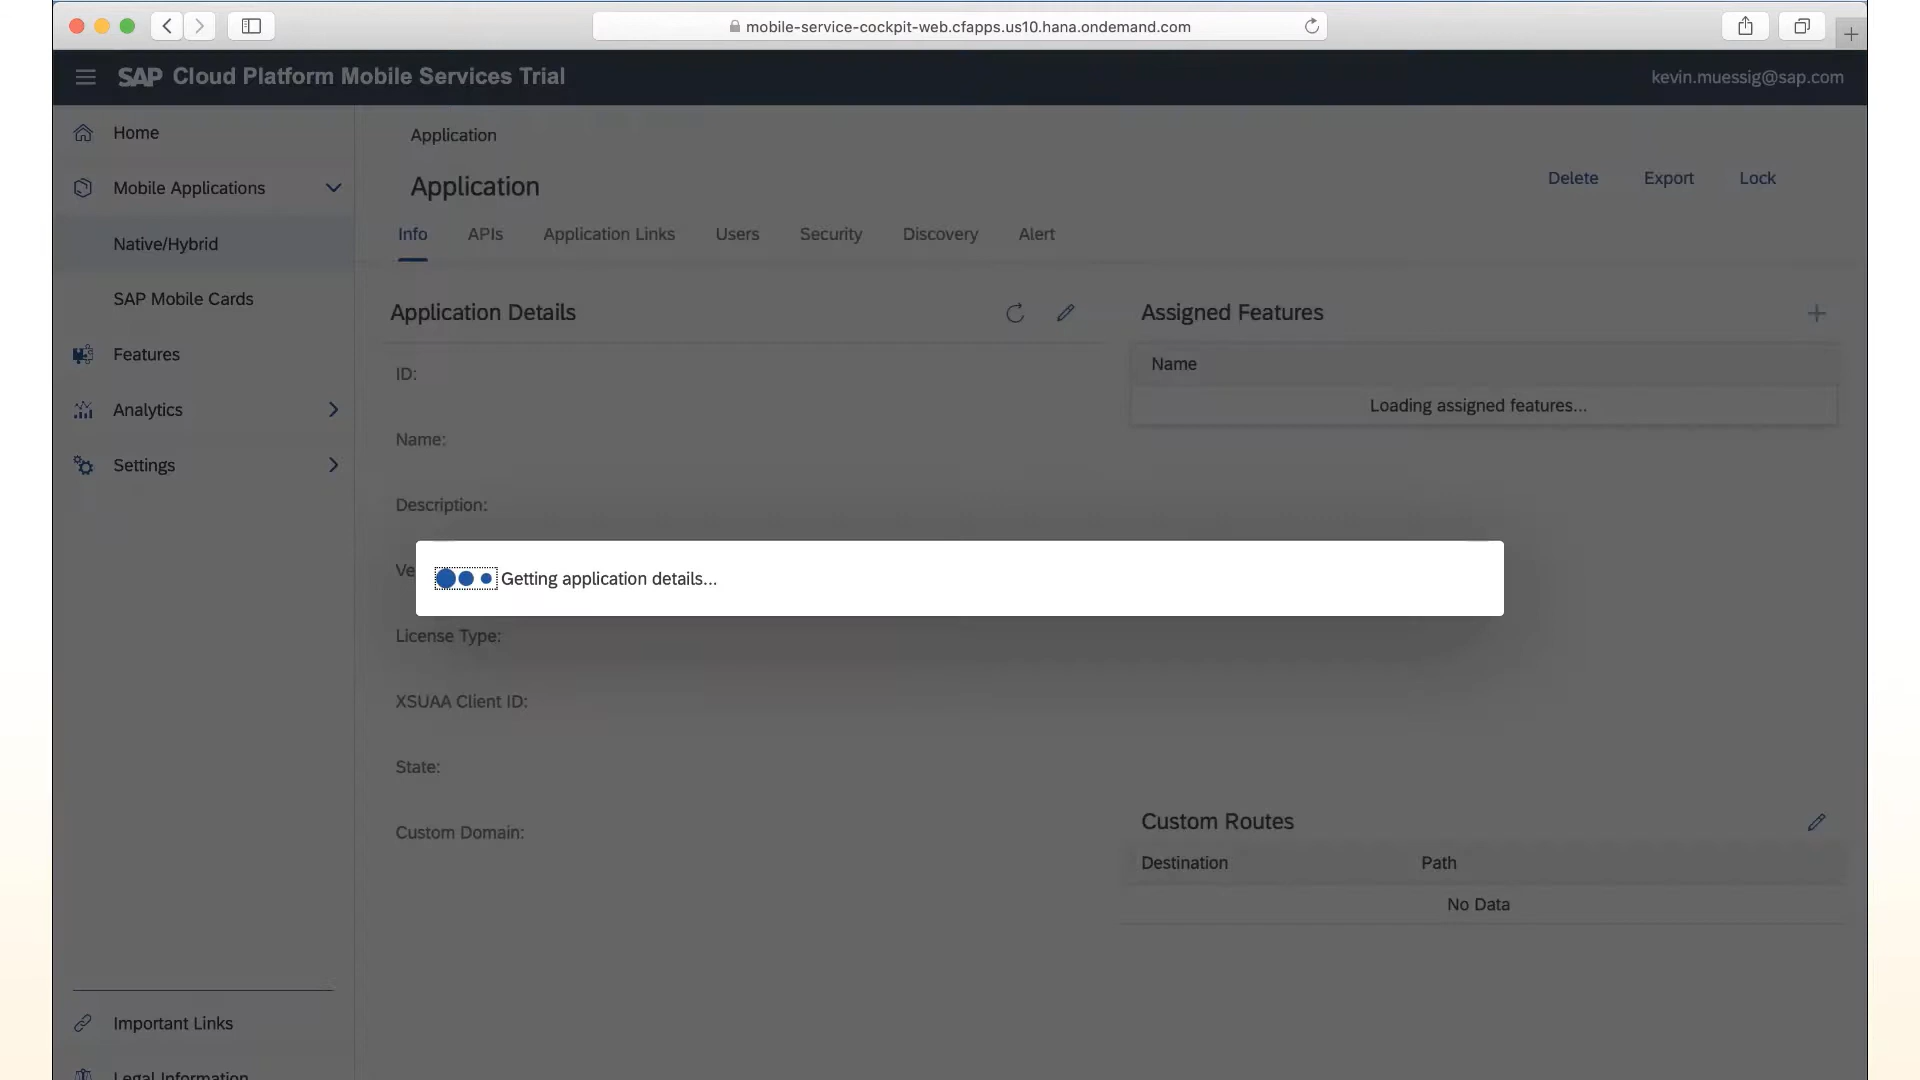 mobile-service-cockpit-web.cfapps.us10.hana.ondemand.com
SAP Cloud Platform Mobile Services Trial
kevin.muessig@sap.com
Home
Mobile Applications
Native/Hybrid
SAP Mobile Cards
Features
Analytics
Settings
Important Links
Legal Information
Application
Application
Delete Export Lock
Info APIs Application Links Users Security Discovery Alert
Application Details
ID:
Name:
Description:
Ve
License Type:
XSUAA Client ID:
State:
Custom Domain:
Getting application details...
Assigned Features
Name
Loading assigned features...
Custom Routes
Destination Path
No Data